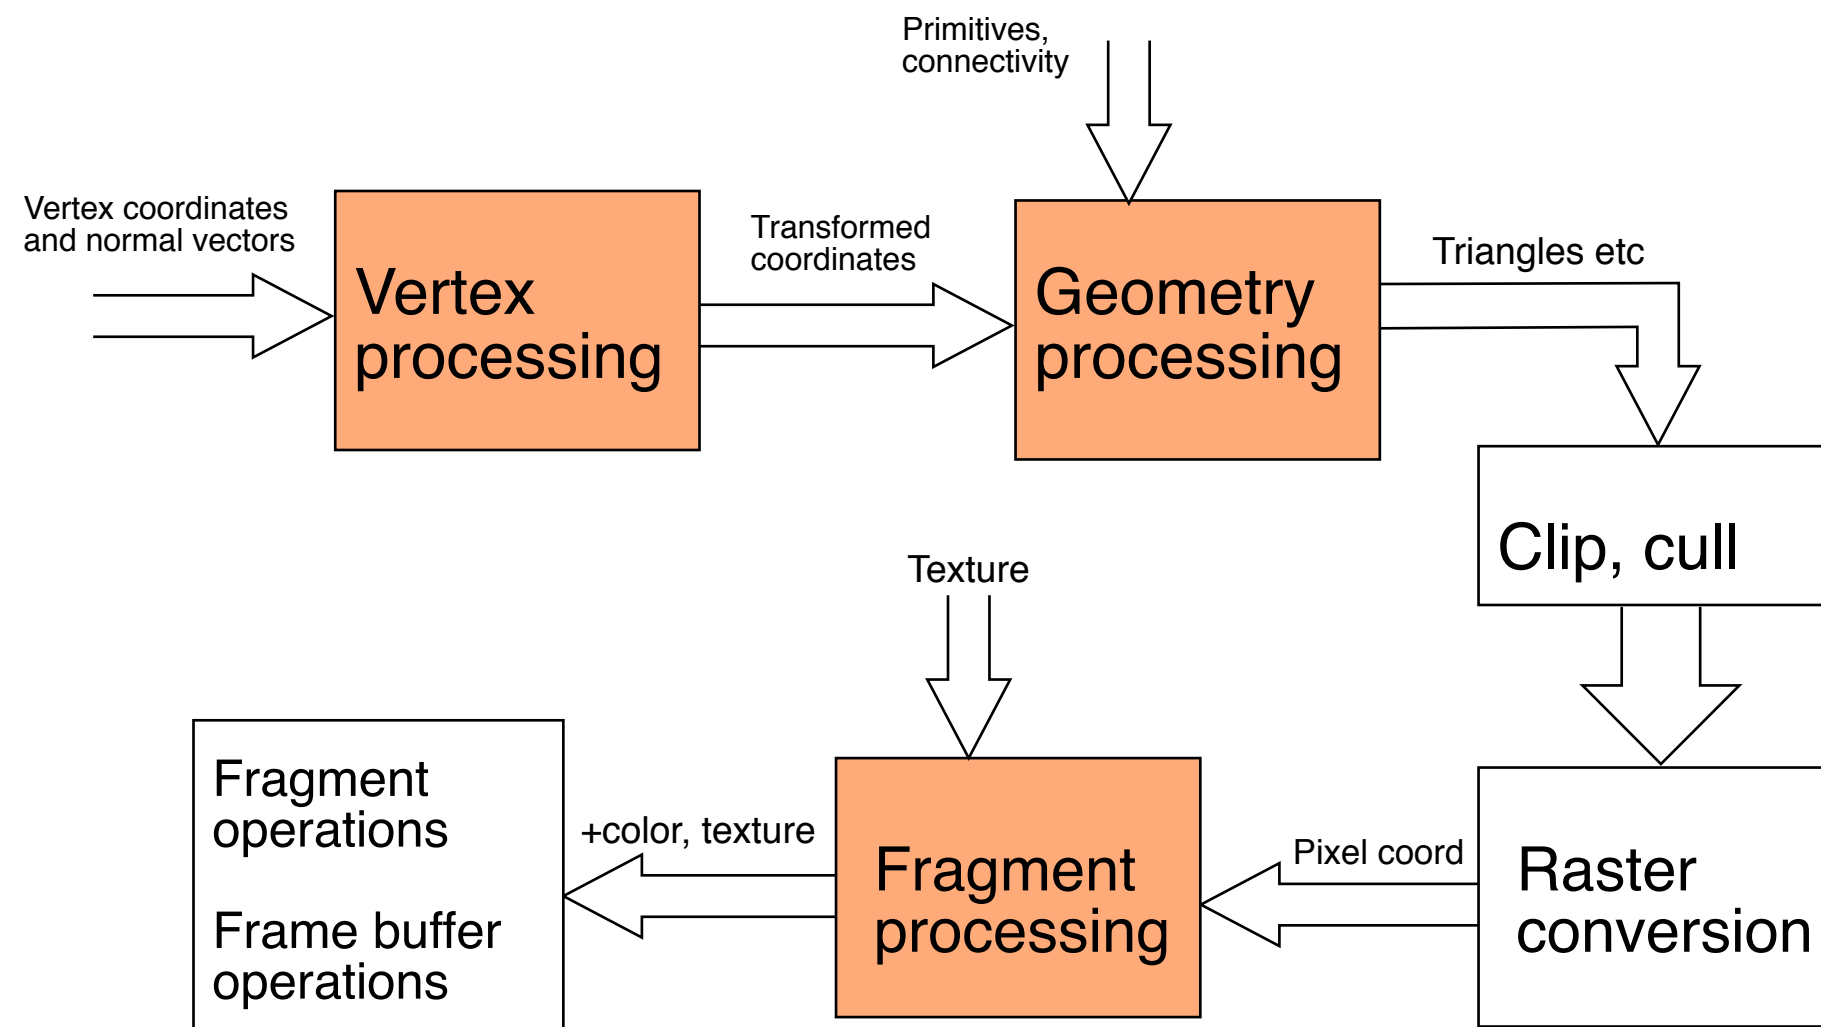 Primitives,
connectivity
Vertex coordinates
and normal vectors
Vertex
processing
Transformed
coordinates
Geometry
processing
Triangles etc
Clip, cull
Texture
Fragment
operations
Frame buffer
operations
+color, texture
Fragment
processing
Pixel coord
Raster
conversion